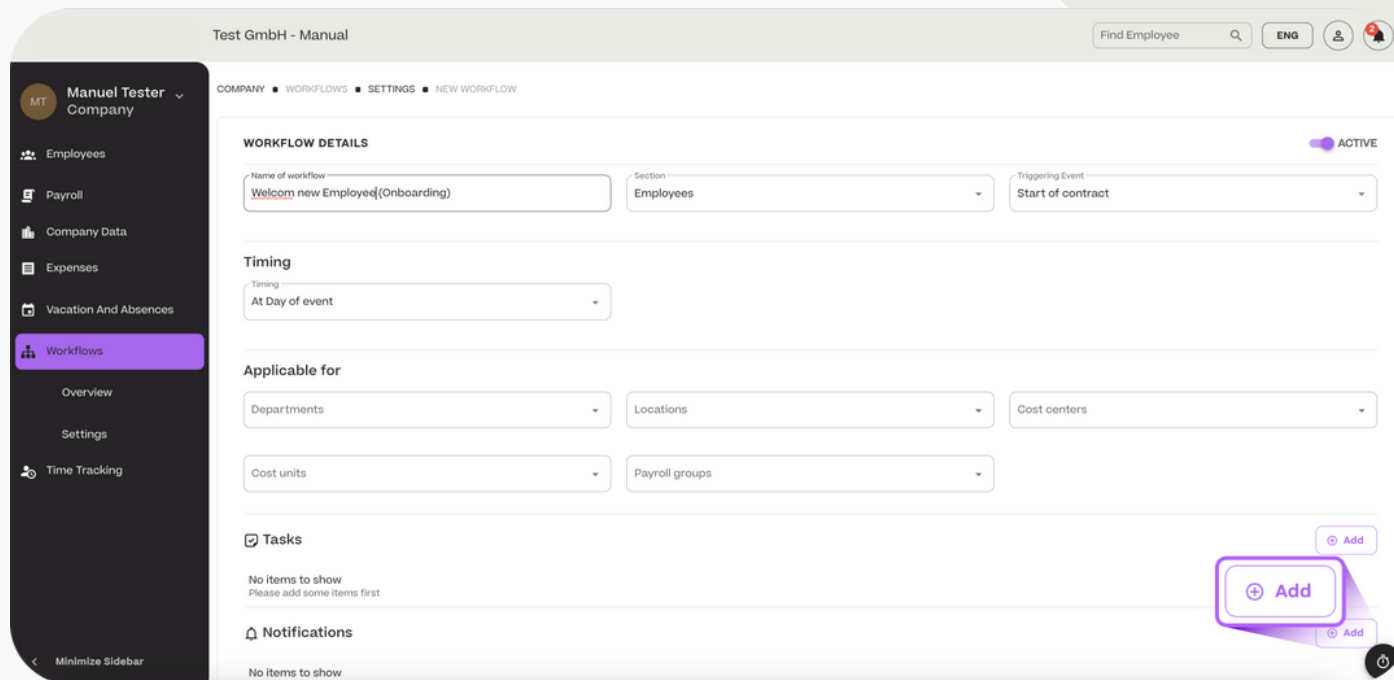 Test GmbH - Manual
Find Employee
ENG
2
MT
Manuel Tester
Company
Employees
Payroll
Company Data
Expenses
Vacation And Absences
Workflows
Overview
Settings
Time Tracking
Minimize Sidebar
COMPANY ■ WORKFLOWS ■ SETTINGS ■ NEW WORKFLOW
WORKFLOW DETAILS
ACTIVE
Name of workflow
Welcom new Employee(Onboarding)
Section
Employees
Triggering Event
Start of contract
Timing
Timing
At Day of event
Applicable for
Departments
Locations
Cost centers
Cost units
Payroll groups
Tasks
Add
No items to show
Please add some items first
Add
Notifications
Add
No items to show